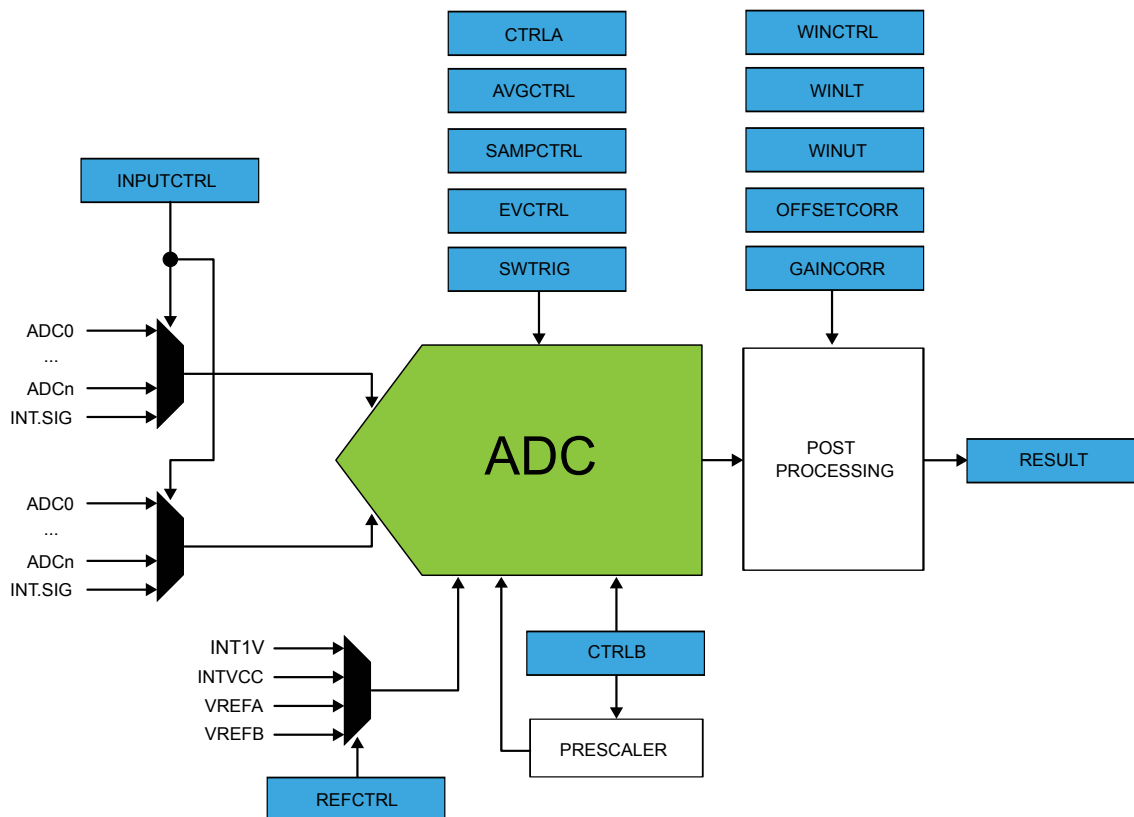 CTRLA
WINCTRL
AVGCTRL
WINLT
SAMPCTRL
WINUT
INPUTCTRL
EVCTRL
OFFSETCORR
SWTRIG
GAINCORR
ADC0
...
ADCn
INT.SIG
ADC
POST
PROCESSING
RESULT
ADC0
...
ADCn
INT.SIG
INT1V
INTVCC
VREFA
VREFB
CTRLB
PRESCALER
REFCTRL